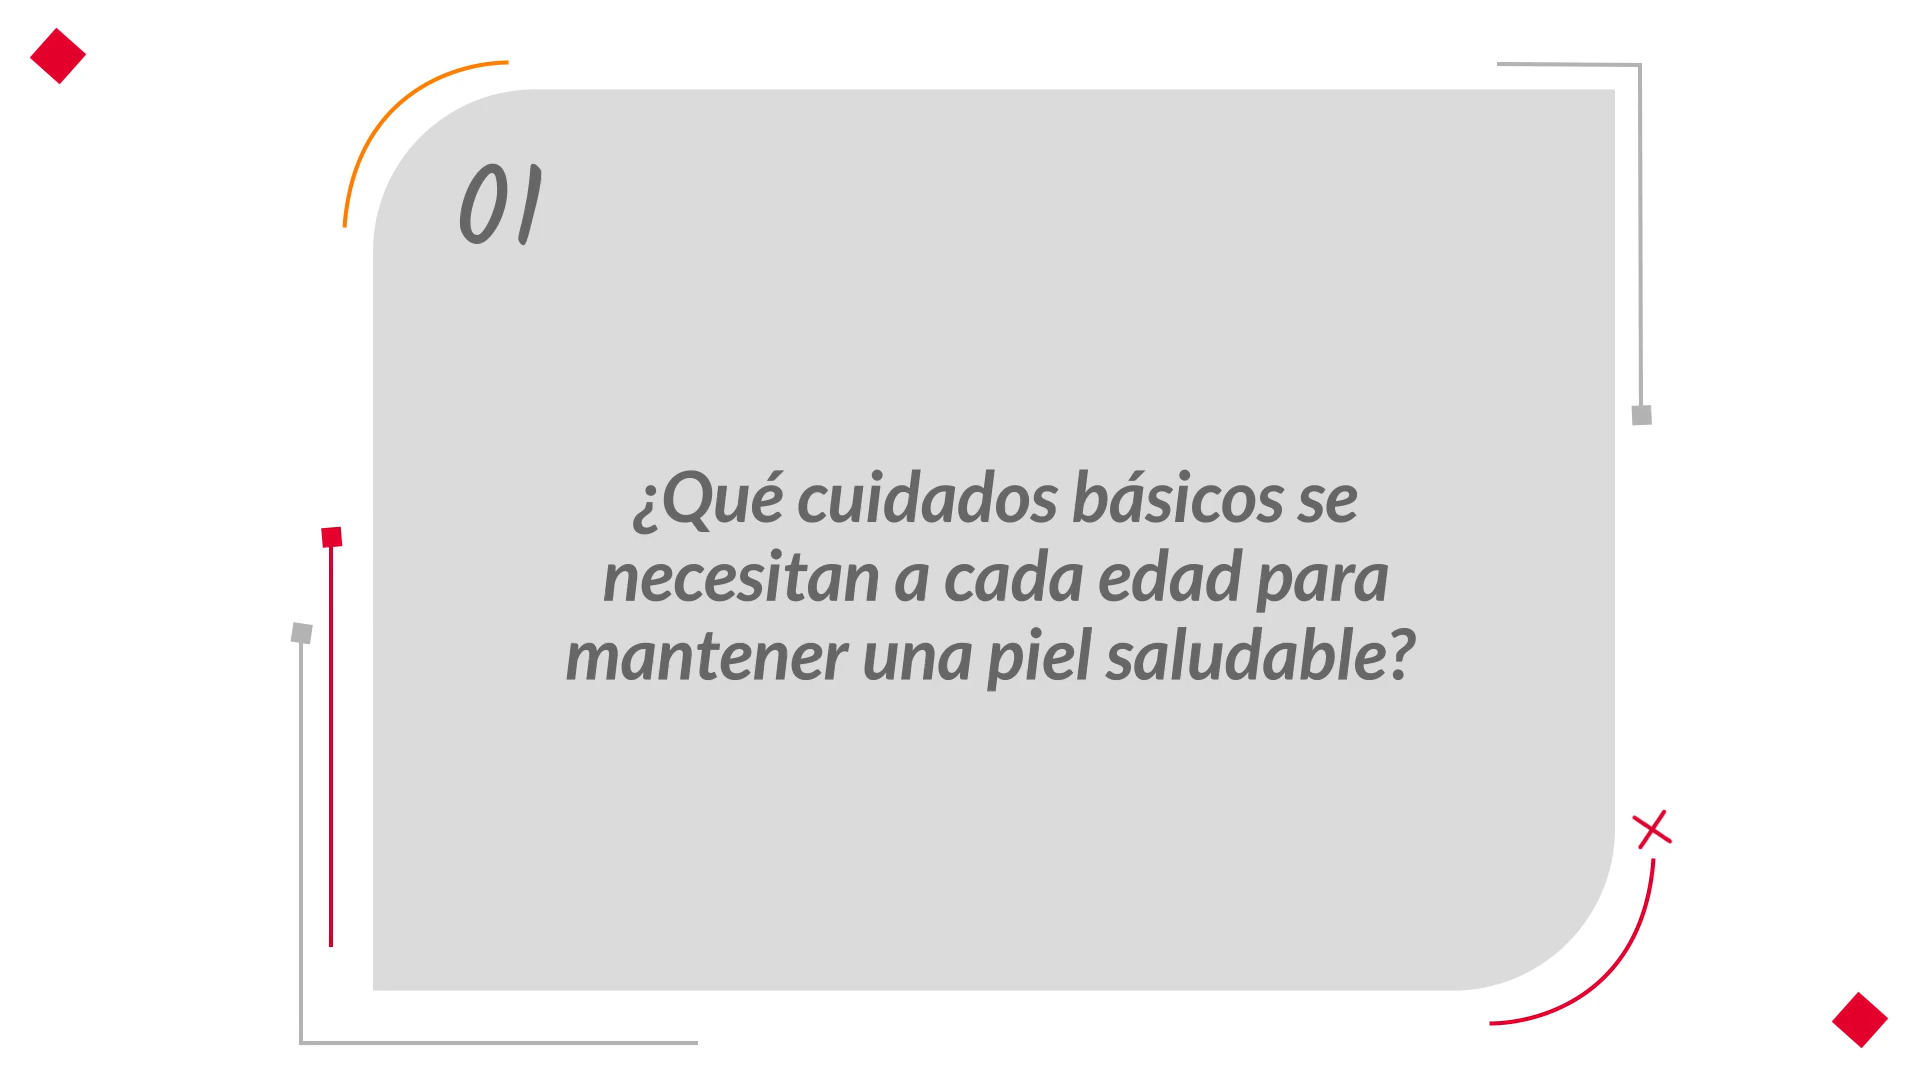 01
¿Qué cuidados básicos se
necesitan a cada edad para
mantener una piel saludable?